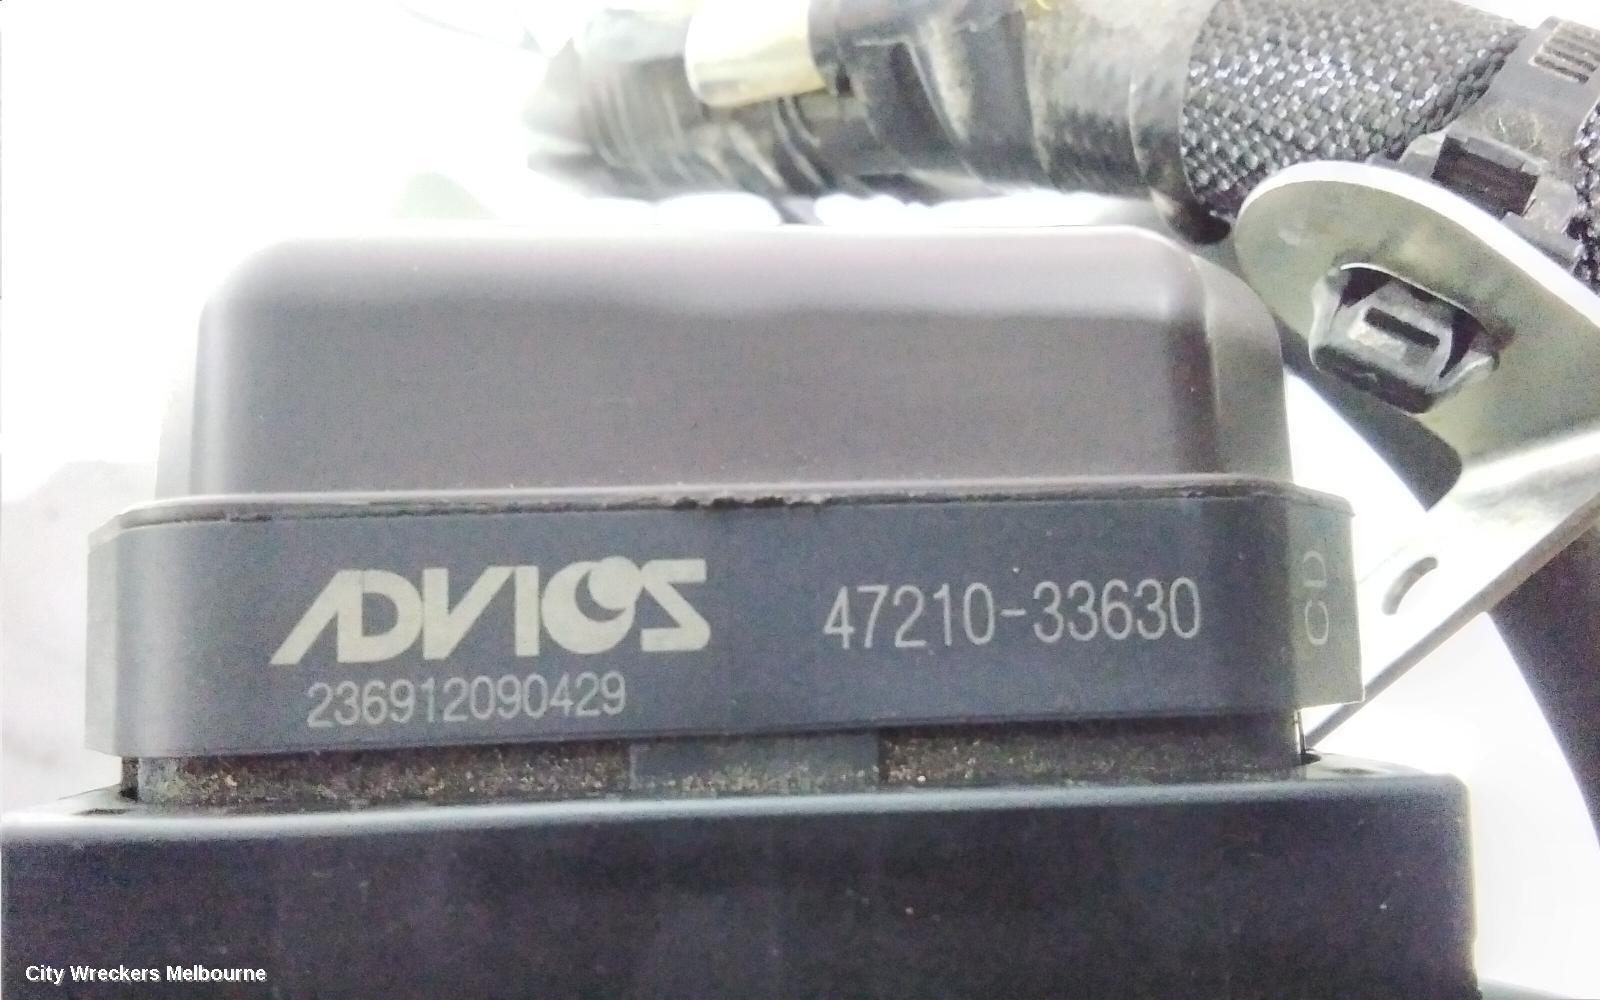 ADVICS
47210-33630
236912090429
CD
City Wreckers Melbourne